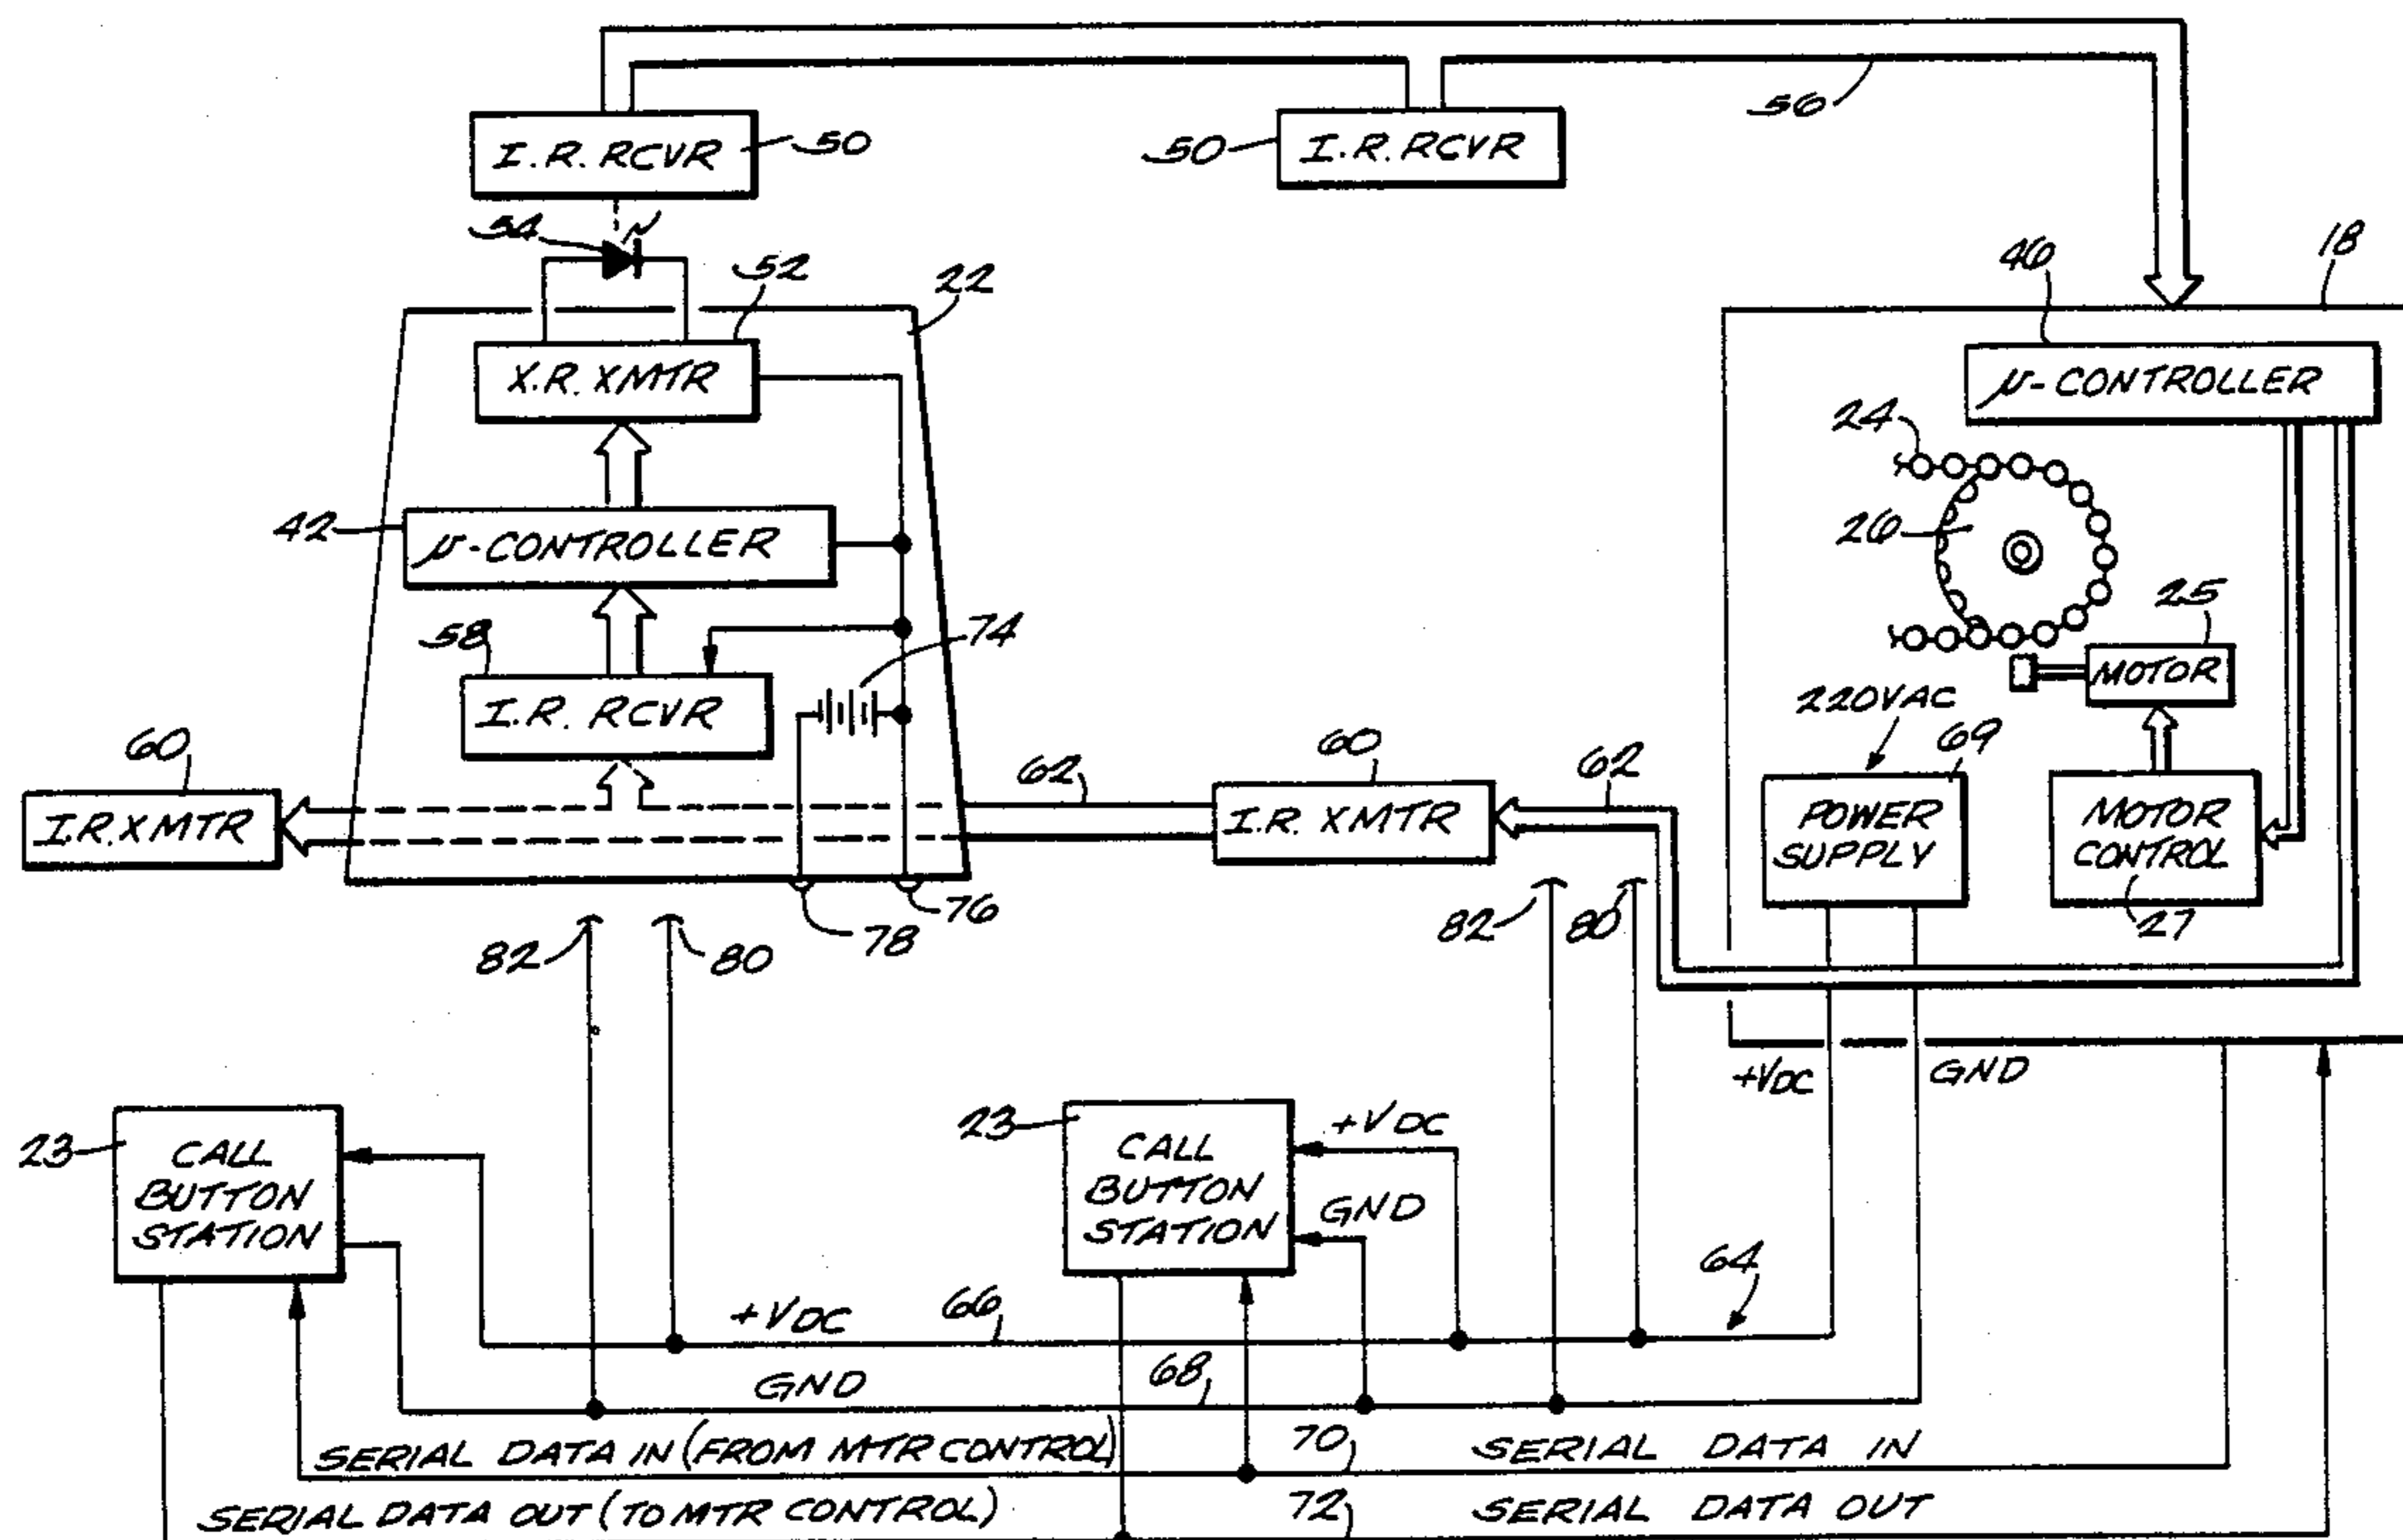 56
I.R. RCVR
50
50
I.R. RCVR
54
52
22
46
18
X.R. XMTR
μ-CONTROLLER
24
42
μ-CONTROLLER
26
58
74
25
I.R. RCVR
MOTOR
220VAC
60
62
60
62
69
I.R. XMTR
I.R. XMTR
POWER
SUPPLY
MOTOR
CONTROL
78
76
82
80
82
80
27
+VDC
GND
23
CALL
BUTTON
STATION
23
CALL
BUTTON
STATION
+VDC
GND
64
+VDC
66
GND
68
SERIAL DATA IN (FROM MTR CONTROL)
70
SERIAL DATA IN
SERIAL DATA OUT (TO MTR CONTROL)
72
SERIAL DATA OUT